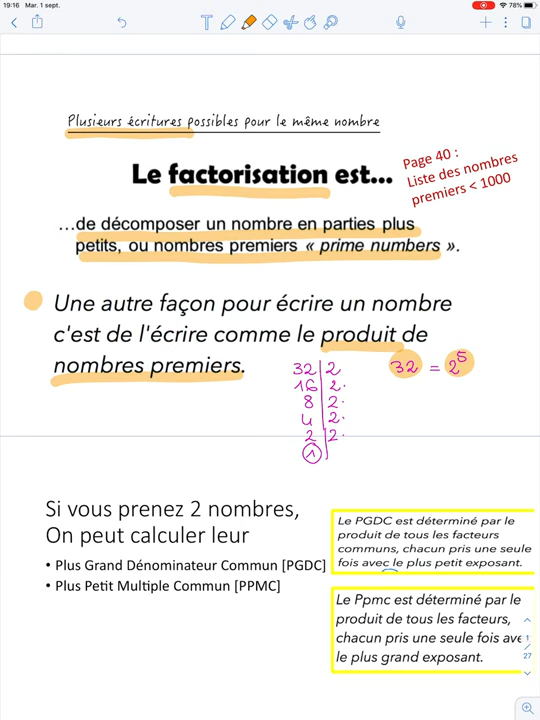 19:16 Mar. 1 sept.
78%
Plusieurs écritures possibles pour le même nombre
Le factorisation est...
Page 40 :
Liste des nombres
premiers < 1000
…de décomposer un nombre en parties plus
petits, ou nombres premiers « prime numbers ».
Une autre façon pour écrire un nombre
c'est de l'écrire comme le produit de
nombres premiers.
32 | 2
16 | 2.
8 | 2.
4 | 2.
2 | 2.
1
32 = 2⁵
Si vous prenez 2 nombres,
On peut calculer leur
• Plus Grand Dénominateur Commun [PGDC]
• Plus Petit Multiple Commun [PPMC]
Le PGDC est déterminé par le
produit de tous les facteurs
communs, chacun pris une seule
fois avec le plus petit exposant.
Le Ppmc est déterminé par le
produit de tous les facteurs,
chacun pris une seule fois ave
le plus grand exposant.
1
/
27